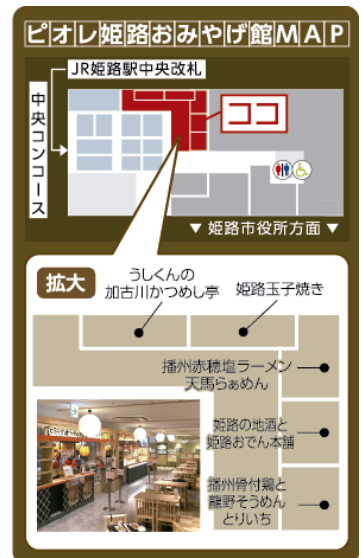 ピオレ姫路おみやげ館MAP
JR姫路駅中央改札
中央コンコース
ココ
▼ 姫路市役所方面 ▼
拡大
うしくんの
加古川かつめし亭
姫路玉子焼き
播州赤穂塩ラーメン
天馬らぁめん
姫路の地酒と
姫路おでん本舗
播州骨付鶏と
龍野そうめん
とりいち